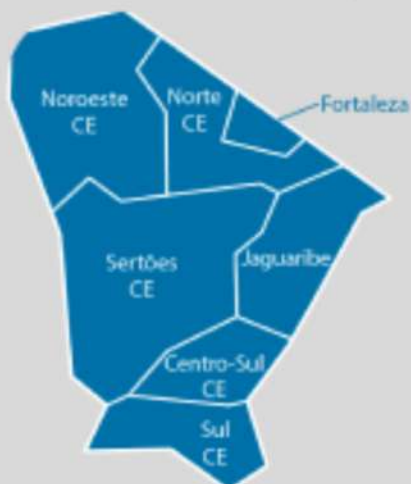 Noroeste
CE
Norte
CE
Fortaleza
Sertões
CE
Jaguaribe
Centro-Sul
CE
Sul
CE